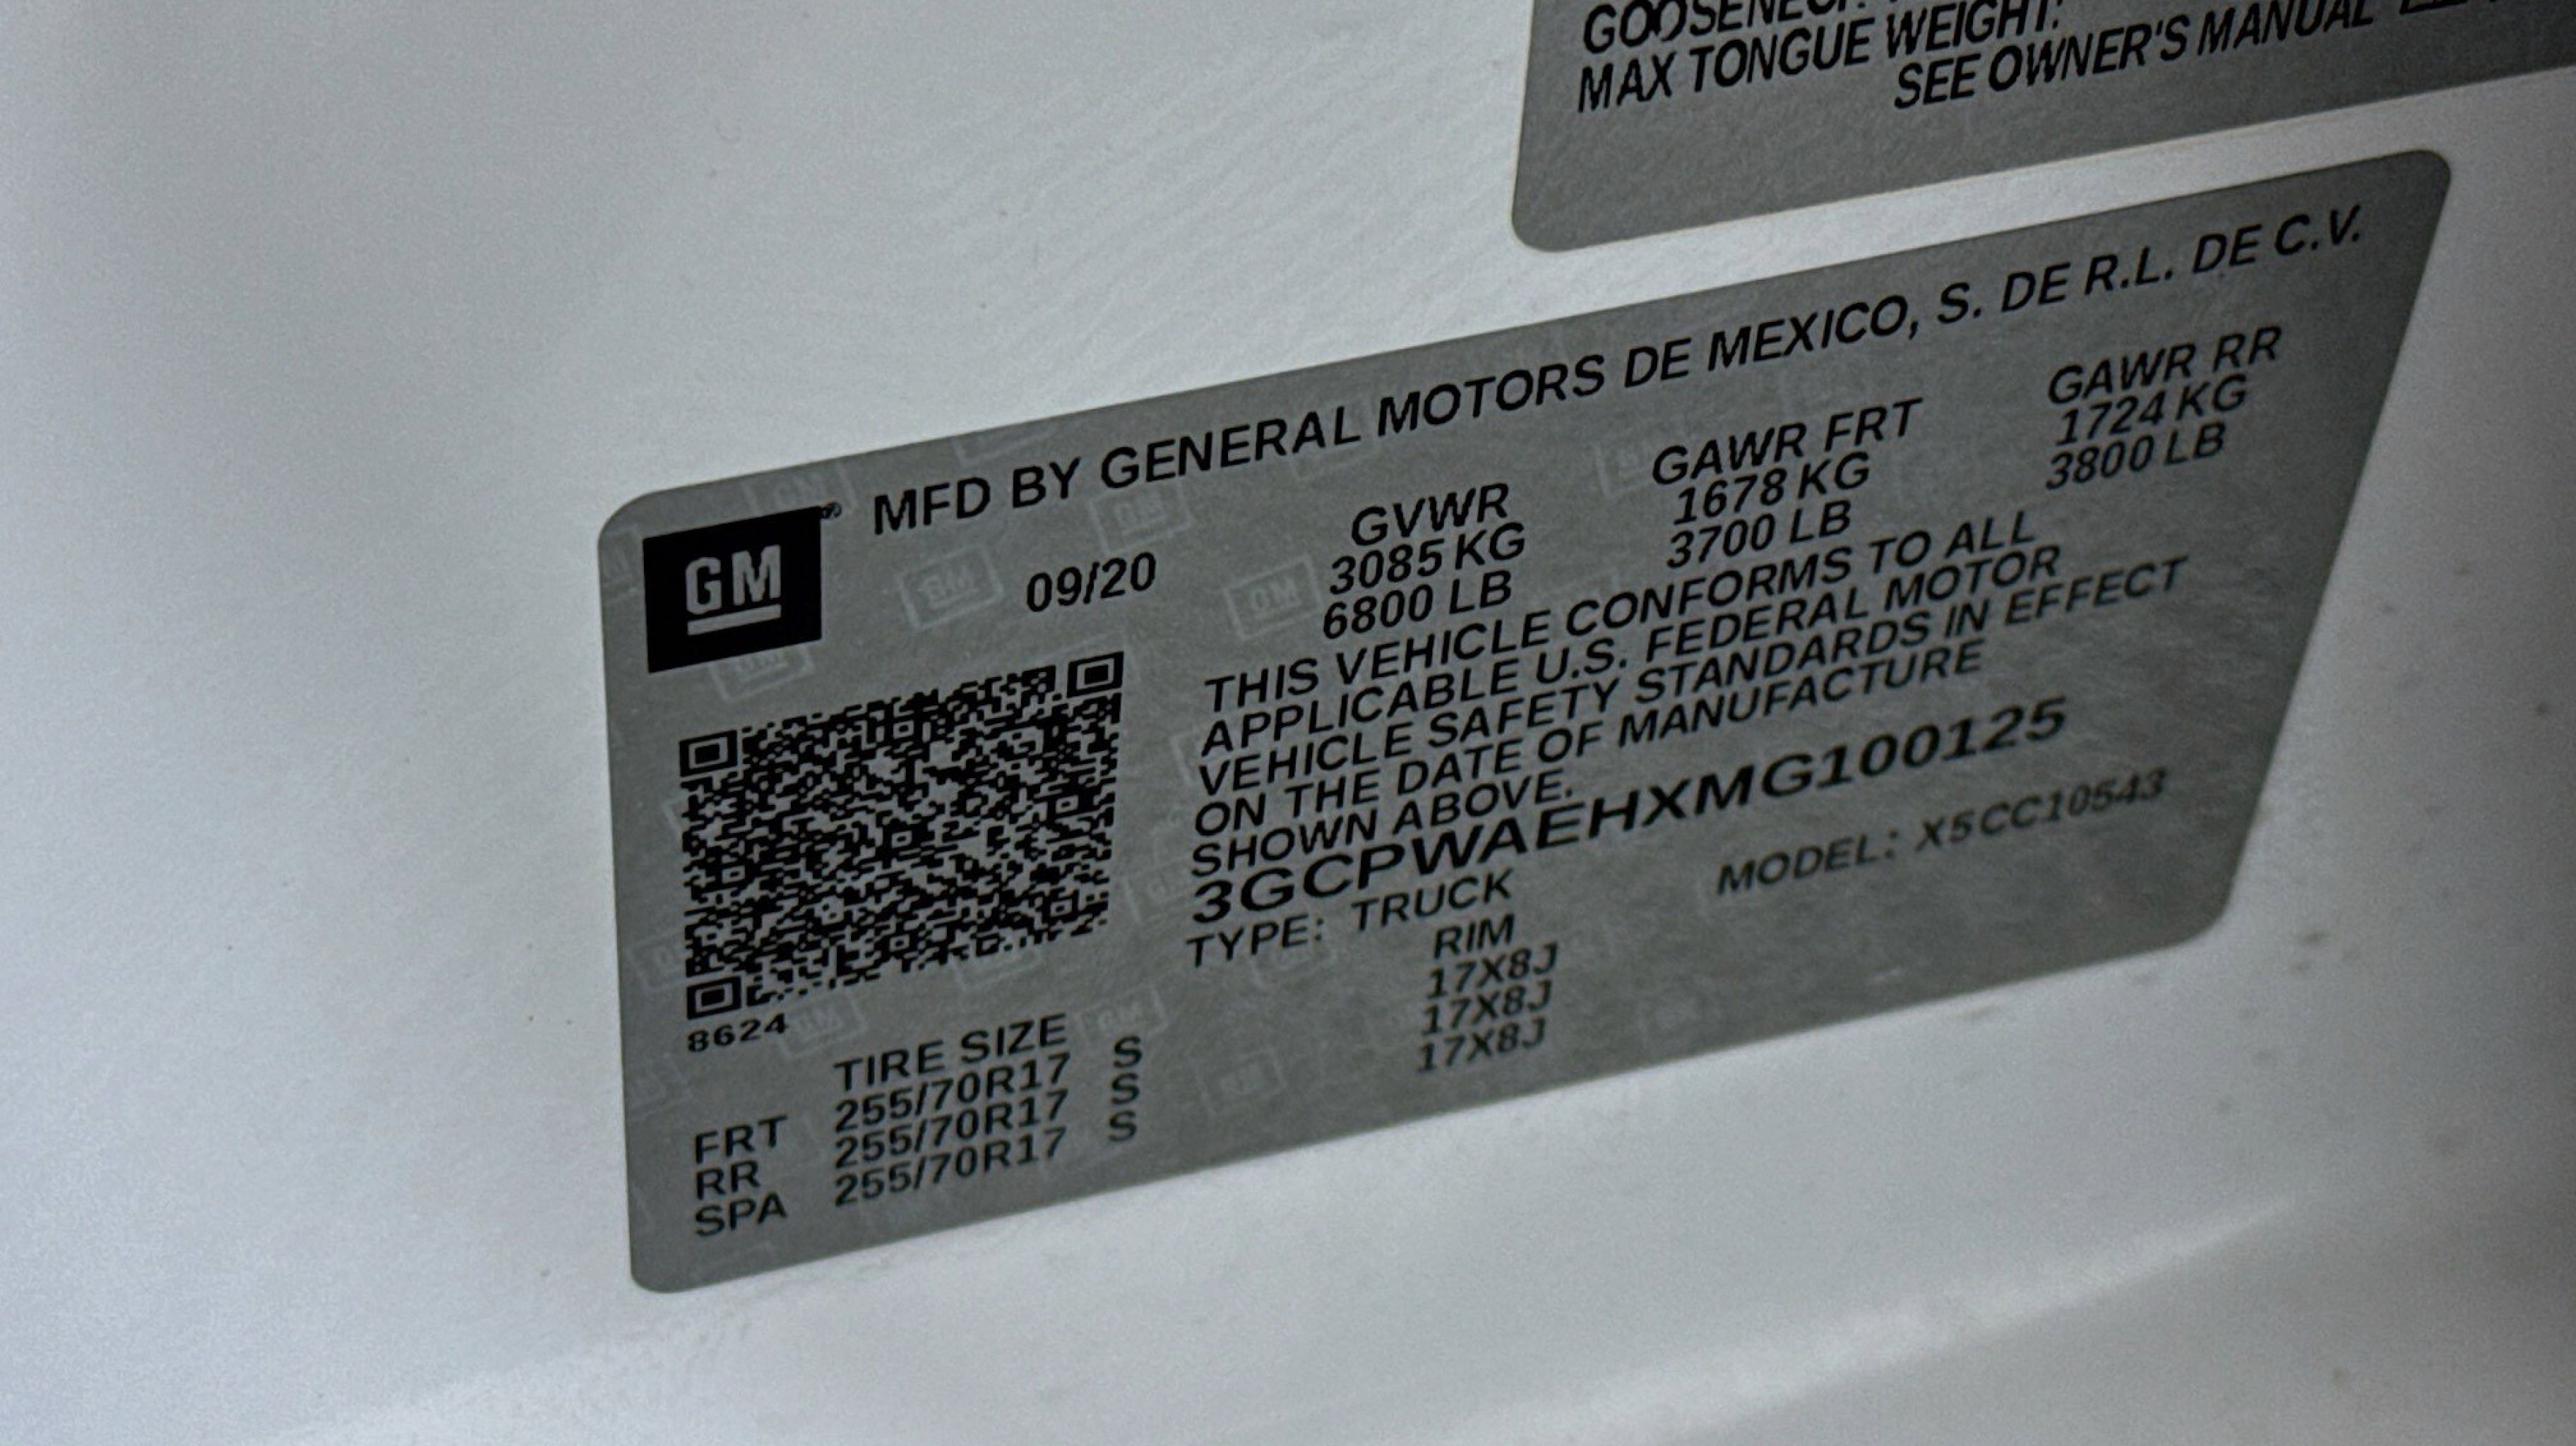 MAX TONGUE WEIGHT:
SEE OWNER'S MANUAL
MFD BY GENERAL MOTORS DE MEXICO, S. DE R.L. DE C.V.
GM
09/20
GVWR GAWR FRT GAWR RR
3085 KG 1678 KG 1724 KG
6800 LB 3700 LB 3800 LB
THIS VEHICLE CONFORMS TO ALL
APPLICABLE U.S. FEDERAL MOTOR
VEHICLE SAFETY STANDARDS IN EFFECT
ON THE DATE OF MANUFACTURE
SHOWN ABOVE.
3GCPWAEHXMG100125
TYPE: TRUCK MODEL: X5CC10543
8624
TIRE SIZE RIM
FRT 255/70R17 S 17X8J
RR 255/70R17 S 17X8J
SPA 255/70R17 S 17X8J